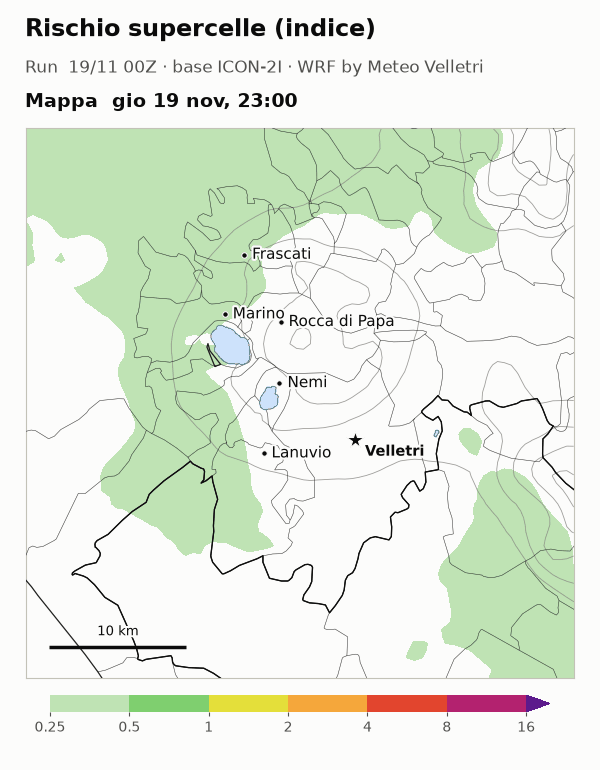 Rischio supercelle (indice)
Run  19/11 00Z · base ICON-2I · WRF by Meteo Velletri
Mappa  gio 19 nov, 23:00
Frascati
Marino
Rocca di Papa
Nemi
Velletri
Lanuvio
10 km
0.25 0.5 1 2 4 8 16